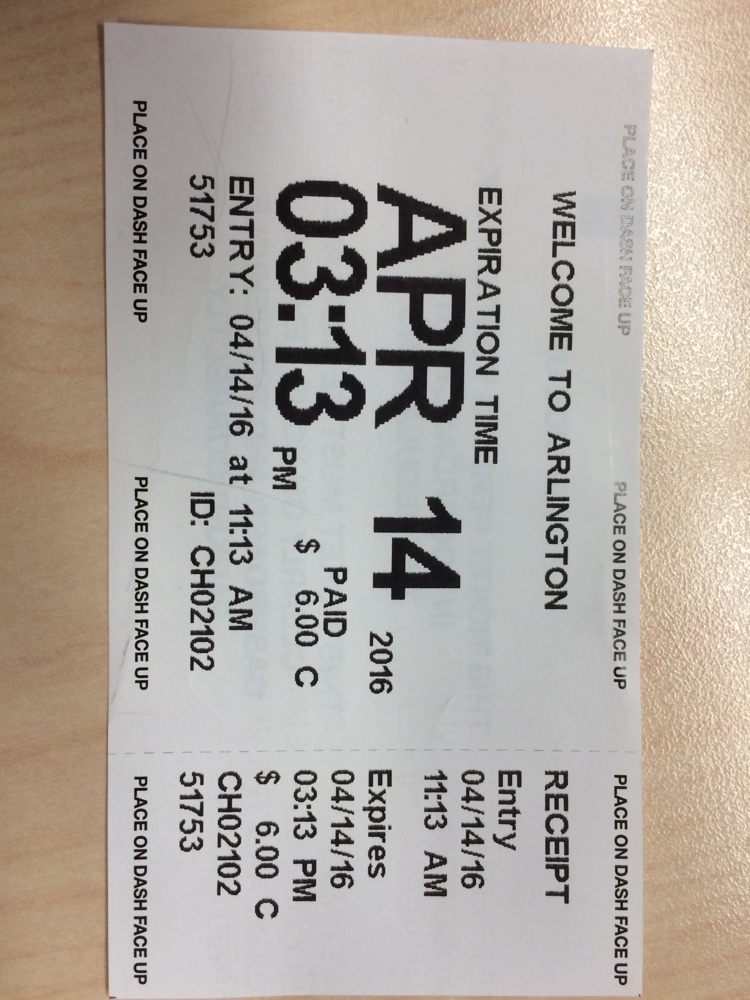 PLACE ON DASH FACE UP PLACE ON DASH FACE UP PLACE ON DASH FACE UP
WELCOME TO ARLINGTON
EXPIRATION TIME
APR 14 2016
03:13 PM
PAID
$ 6.00 C
ENTRY: 04/14/16 at 11:13 AM
51753 ID: CH02102
RECEIPT
Entry
04/14/16
11:13 AM
Expires
04/14/16
03:13 PM
$ 6.00 C
CH02102
51753
PLACE ON DASH FACE UP PLACE ON DASH FACE UP PLACE ON DASH FACE UP